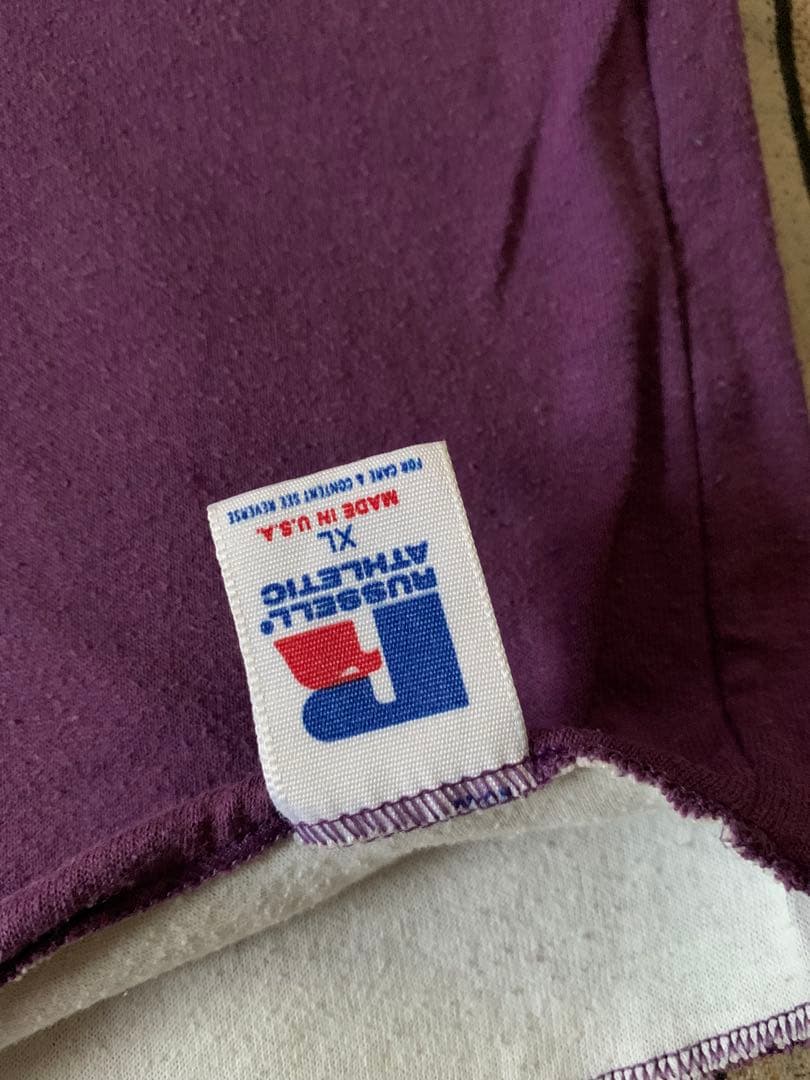 RUSSELL®
ATHLETIC
XL
MADE IN U.S.A.
FOR CARE & CONTENT SEE REVERSE